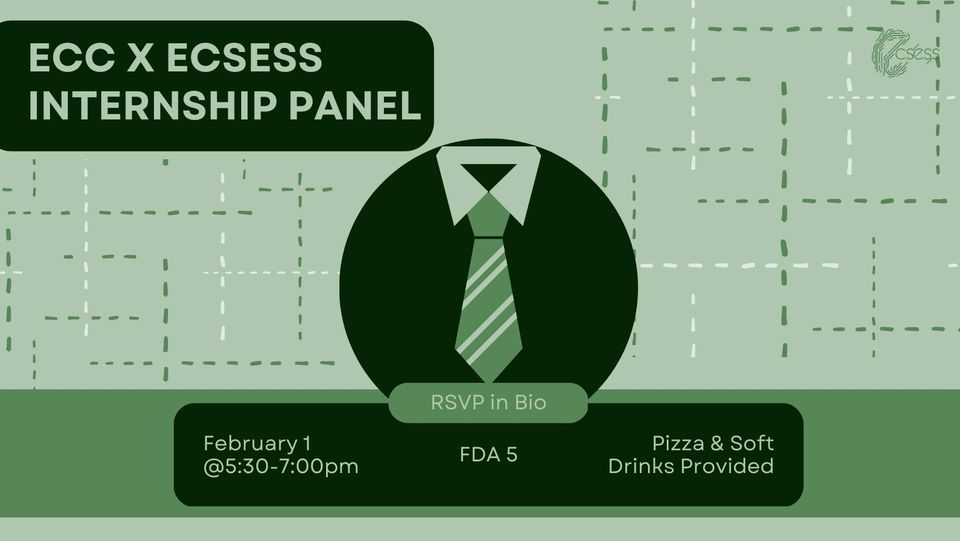 ECC X ECSESS
INTERNSHIP PANEL
csess
RSVP in Bio
February 1
@5:30-7:00pm
FDA 5
Pizza & Soft
Drinks Provided